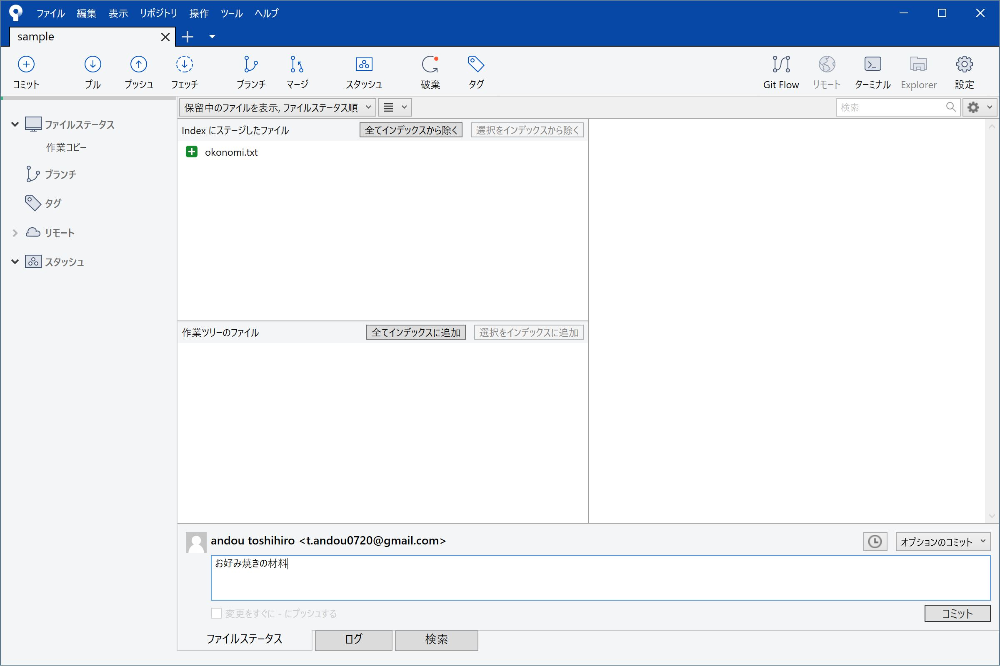 ファイル 編集 表示 リポジトリ 操作 ツール ヘルプ
sample
コミット プル プッシュ フェッチ ブランチ マージ スタッシュ 破棄 タグ Git Flow リモート ターミナル Explorer 設定
保留中のファイルを表示, ファイルステータス順 検索
ファイルステータス
作業コピー
ブランチ
タグ
リモート
スタッシュ
Index にステージしたファイル 全てインデックスから除く 選択をインデックスから除く
okonomi.txt
作業ツリーのファイル 全てインデックスに追加 選択をインデックスに追加
andou toshihiro <t.andou0720@gmail.com> オプションのコミット
お好み焼きの材料
変更をすぐに - にプッシュする コミット
ファイルステータス ログ 検索